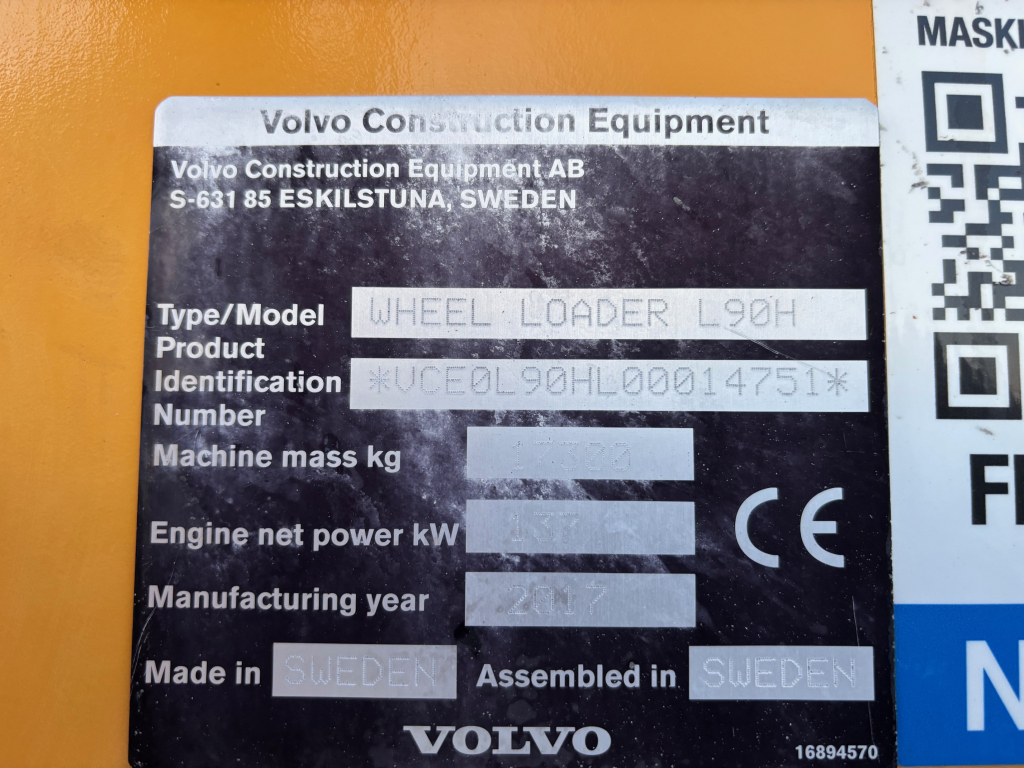 Volvo Construction Equipment
Volvo Construction Equipment AB
S-631 85 ESKILSTUNA, SWEDEN
Type/Model WHEEL LOADER L90H
Product
Identification *VCE0L90HL00014751*
Number
Machine mass kg 17300
Engine net power kW 137
Manufacturing year 2017
Made in SWEDEN Assembled in SWEDEN
VOLVO
16894570
CE
MASKI